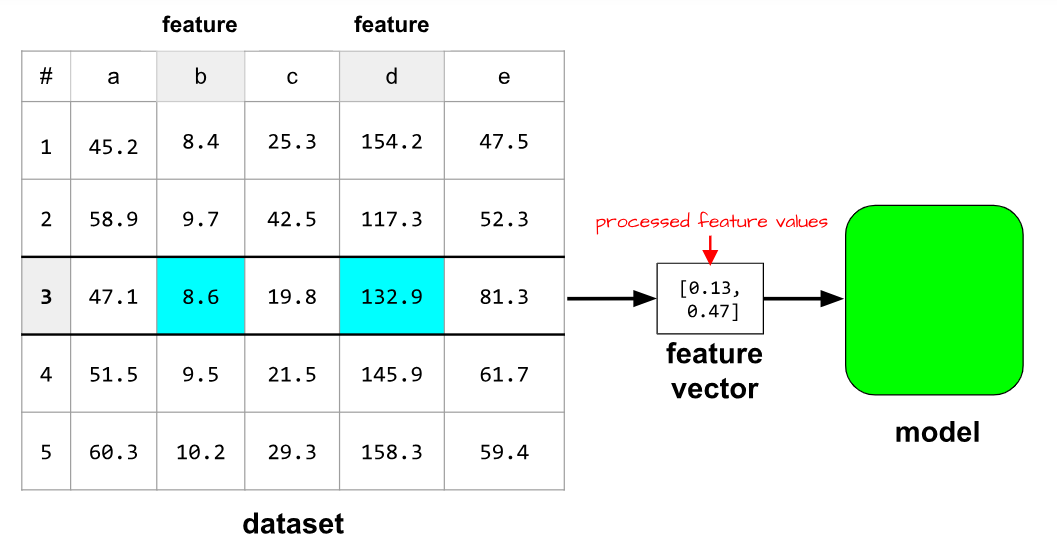 feature feature
# a b c d e
1 45.2 8.4 25.3 154.2 47.5
2 58.9 9.7 42.5 117.3 52.3
3 47.1 8.6 19.8 132.9 81.3
4 51.5 9.5 21.5 145.9 61.7
5 60.3 10.2 29.3 158.3 59.4
dataset
processed feature values
[0.13,
0.47]
feature
vector
model